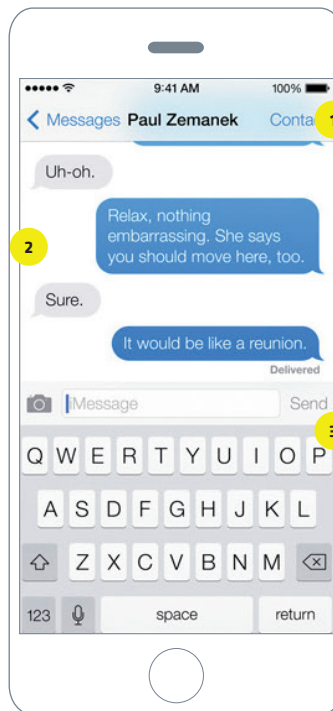 9:41 AM 100%
Messages Paul Zemanek Conta 1
Uh-oh.
Relax, nothing
embarrassing. She says
2
you should move here, too.
Sure.
It would be like a reunion.
Delivered
iMessage Send
3
Q W E R T Y U I O P
A S D F G H J K L
Z X C V B N M
123 space return